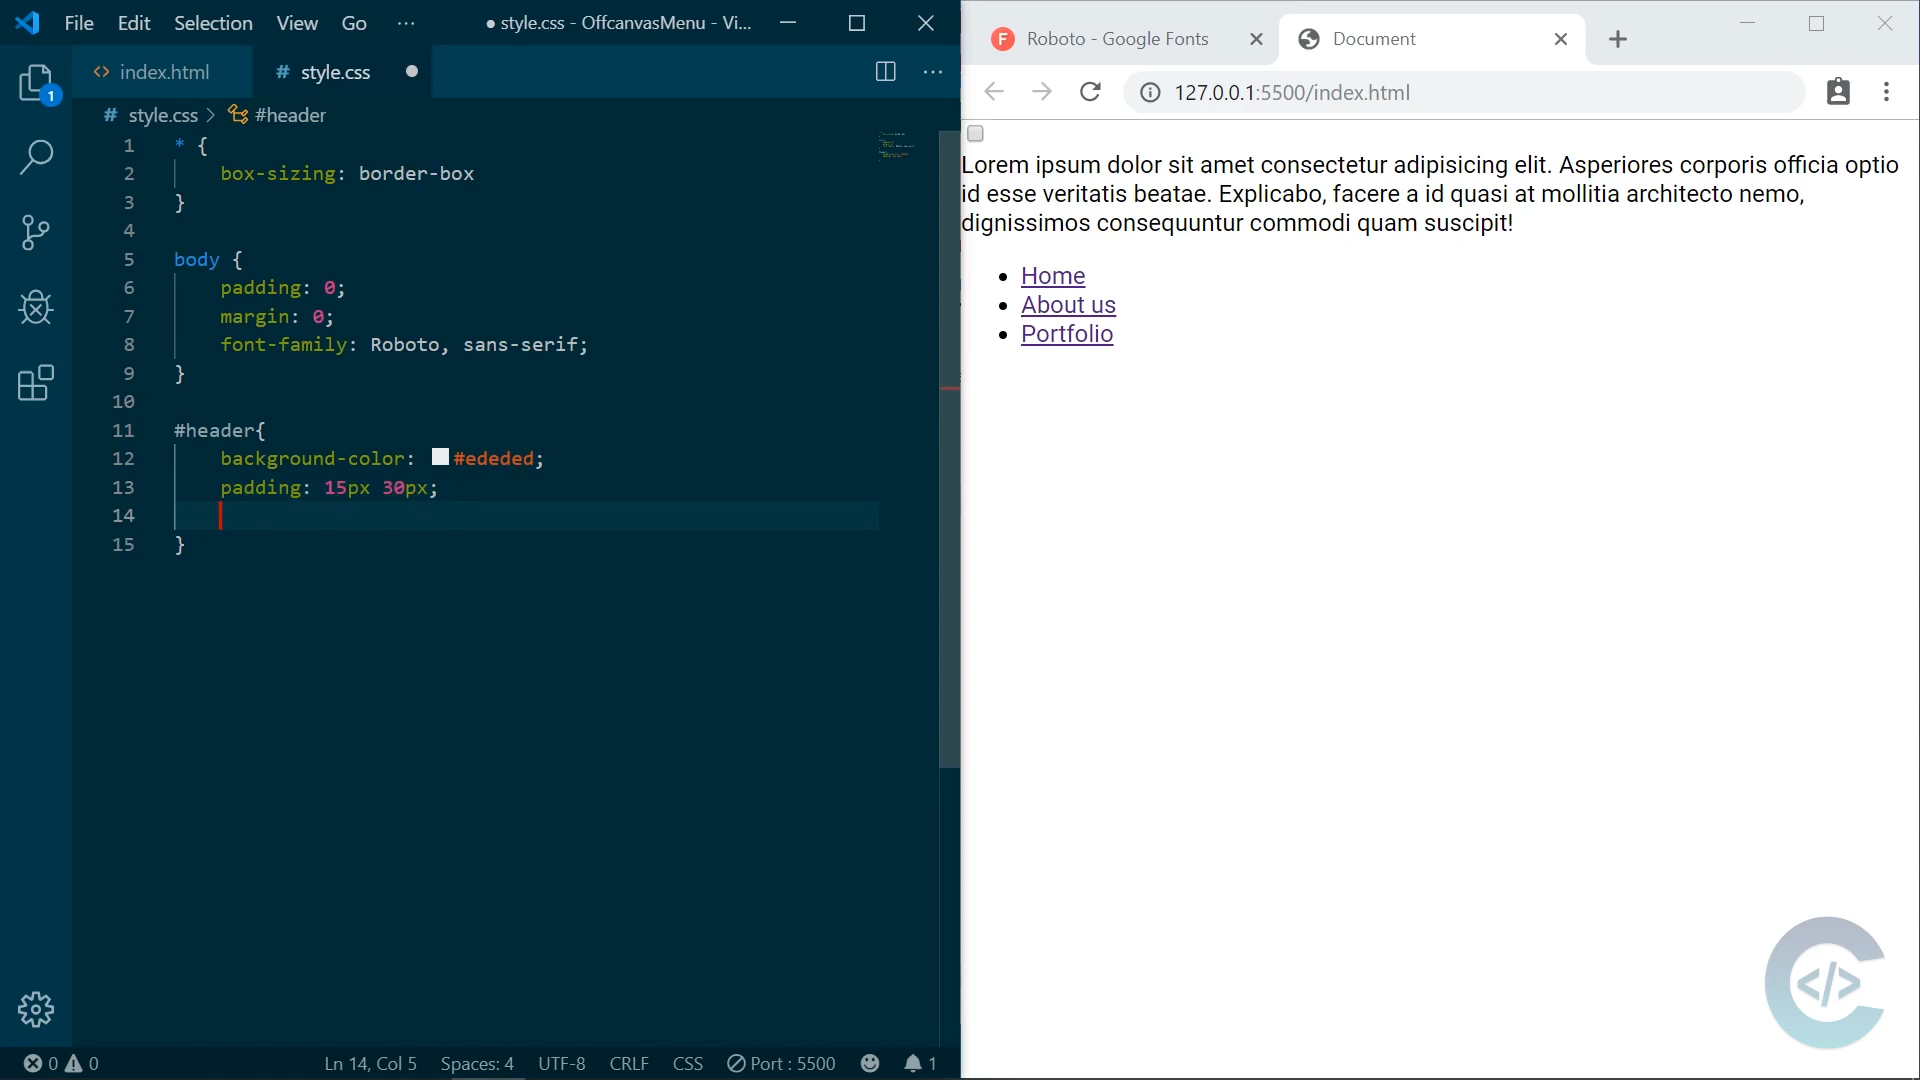 File Edit Selection View Go ··· ● style.css - OffcanvasMenu - Vi...
index.html # style.css
# style.css > #header
1
1 * {
2 box-sizing: border-box
3 }
4
5 body {
6 padding: 0;
7 margin: 0;
8 font-family: Roboto, sans-serif;
9 }
10
11 #header{
12 background-color: #ededed;
13 padding: 15px 30px;
14
15 }
0 0 Ln 14, Col 5 Spaces: 4 UTF-8 CRLF CSS Port : 5500 1
F Roboto - Google Fonts Document
127.0.0.1:5500/index.html
Lorem ipsum dolor sit amet consectetur adipisicing elit. Asperiores corporis officia optio
id esse veritatis beatae. Explicabo, facere a id quasi at mollitia architecto nemo,
dignissimos consequuntur commodi quam suscipit!
• Home
• About us
• Portfolio
C </>